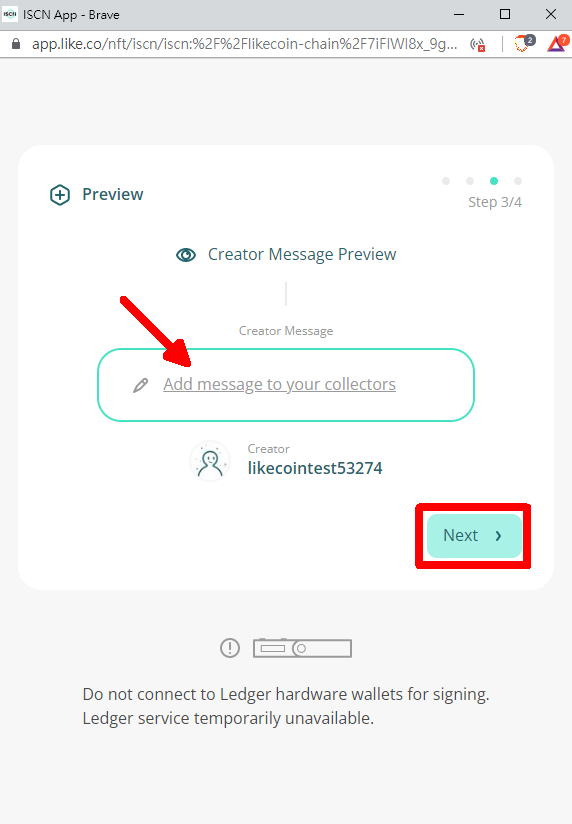 ISCN
ISCN App - Brave
app.like.co/nft/iscn/iscn:%2F%2Flikecoin-chain%2F7iFlWl8x_9g...
2
7
Preview
Step 3/4
Creator Message Preview
Creator Message
Add message to your collectors
Creator
likecointest53274
Next
Do not connect to Ledger hardware wallets for signing.
Ledger service temporarily unavailable.